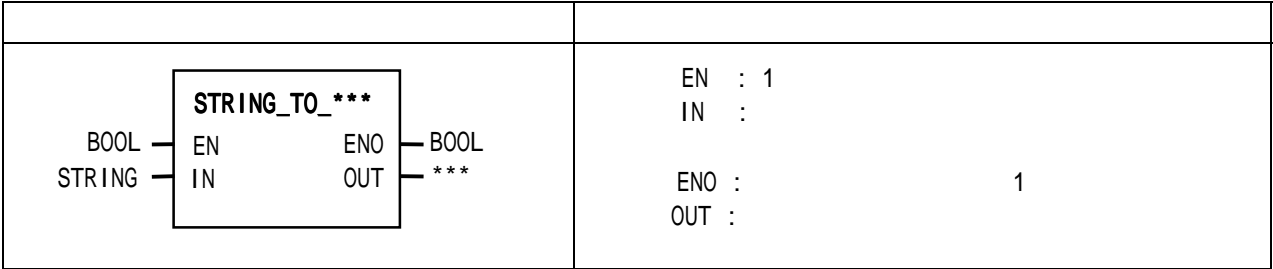 STRING_TO_***
BOOL EN ENO BOOL
STRING IN OUT ***
EN : 1
IN :
ENO : 1
OUT :